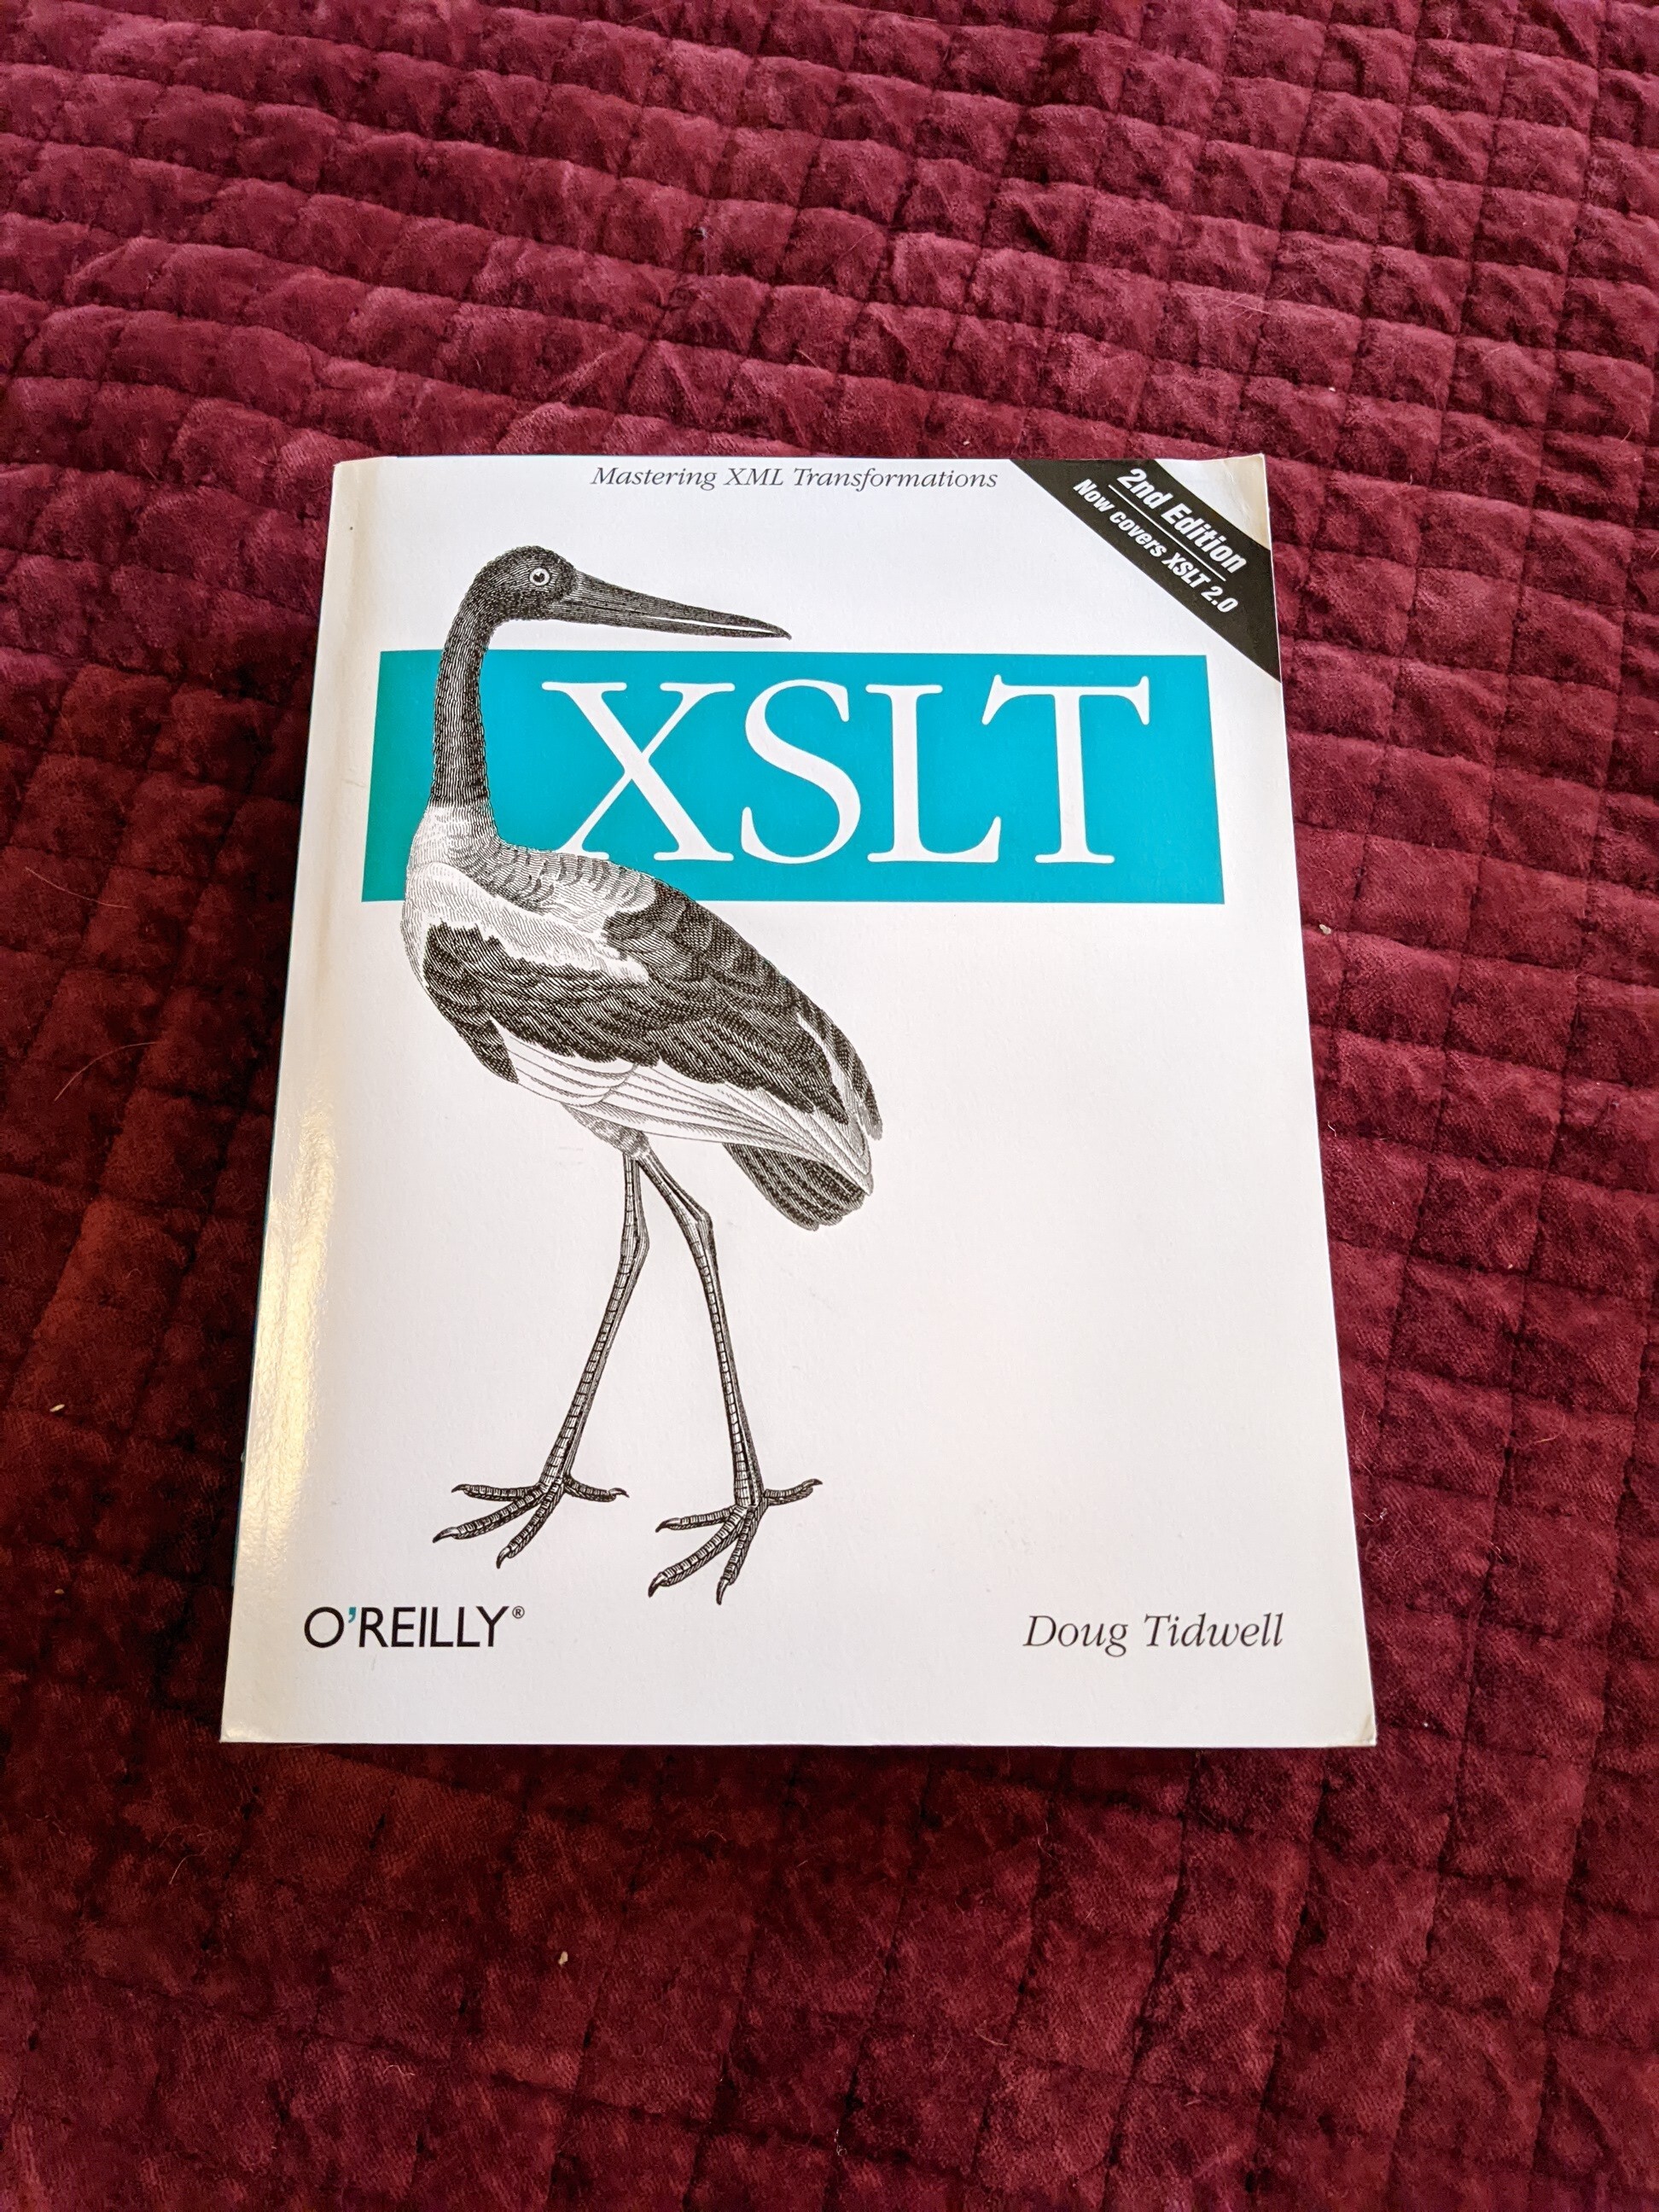 Mastering XML Transformations
2nd Edition
Now covers XSLT 2.0
XSLT
O'REILLY®
Doug Tidwell